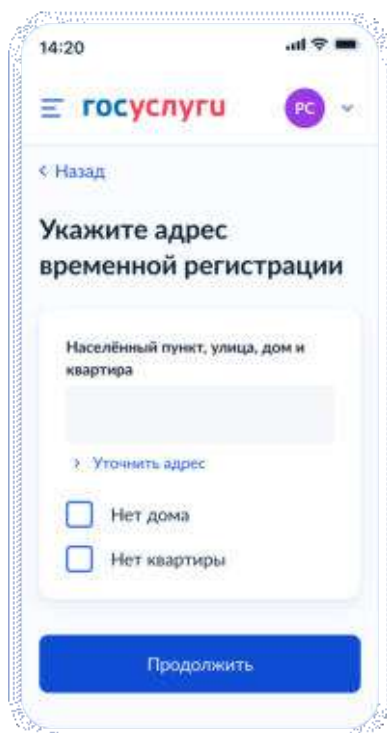 14:20
госуслуги
РС
< Назад
Укажите адрес
временной регистрации
Населённый пункт, улица, дом и
квартира
> Уточнить адрес
Нет дома
Нет квартиры
Продолжить